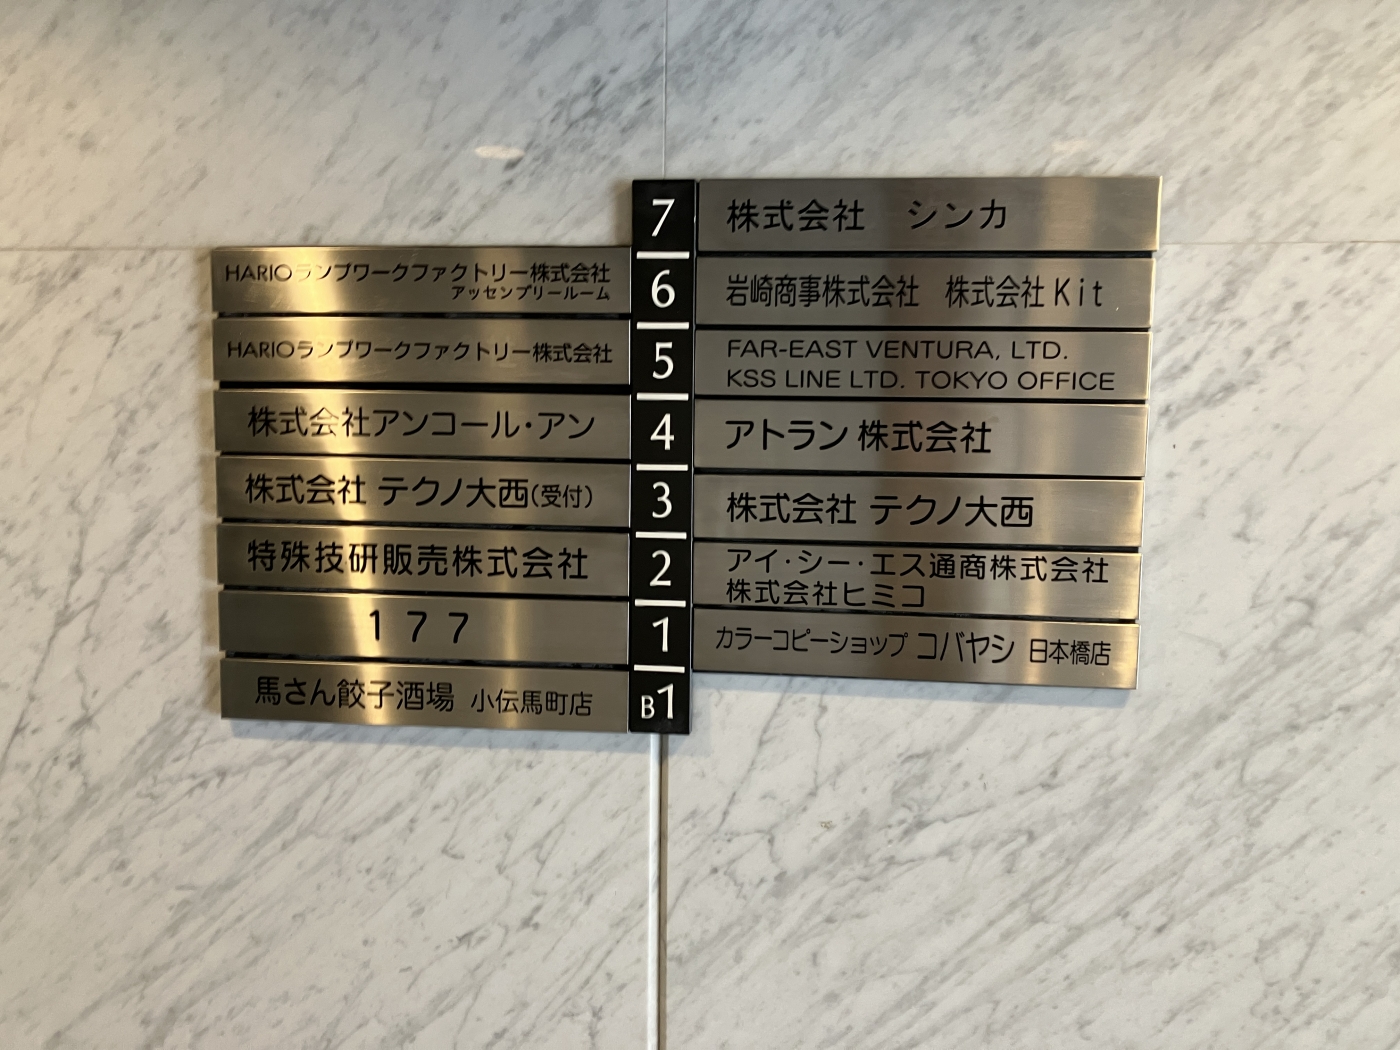 7
株式会社 シンカ
HARIOランプワークファクトリー株式会社
アッセンブリールーム
6
岩崎商事株式会社 株式会社Kit
HARIOランプワークファクトリー株式会社
5
FAR-EAST VENTURA, LTD.
KSS LINE LTD. TOKYO OFFICE
株式会社アンコール・アン
4
アトラン 株式会社
株式会社 テクノ大西(受付)
3
株式会社 テクノ大西
特殊技研販売株式会社
2
アイ・シー・エス通商株式会社
株式会社ヒミコ
177
1
カラーコピーショップ コバヤシ 日本橋店
馬さん餃子酒場 小伝馬町店
B1